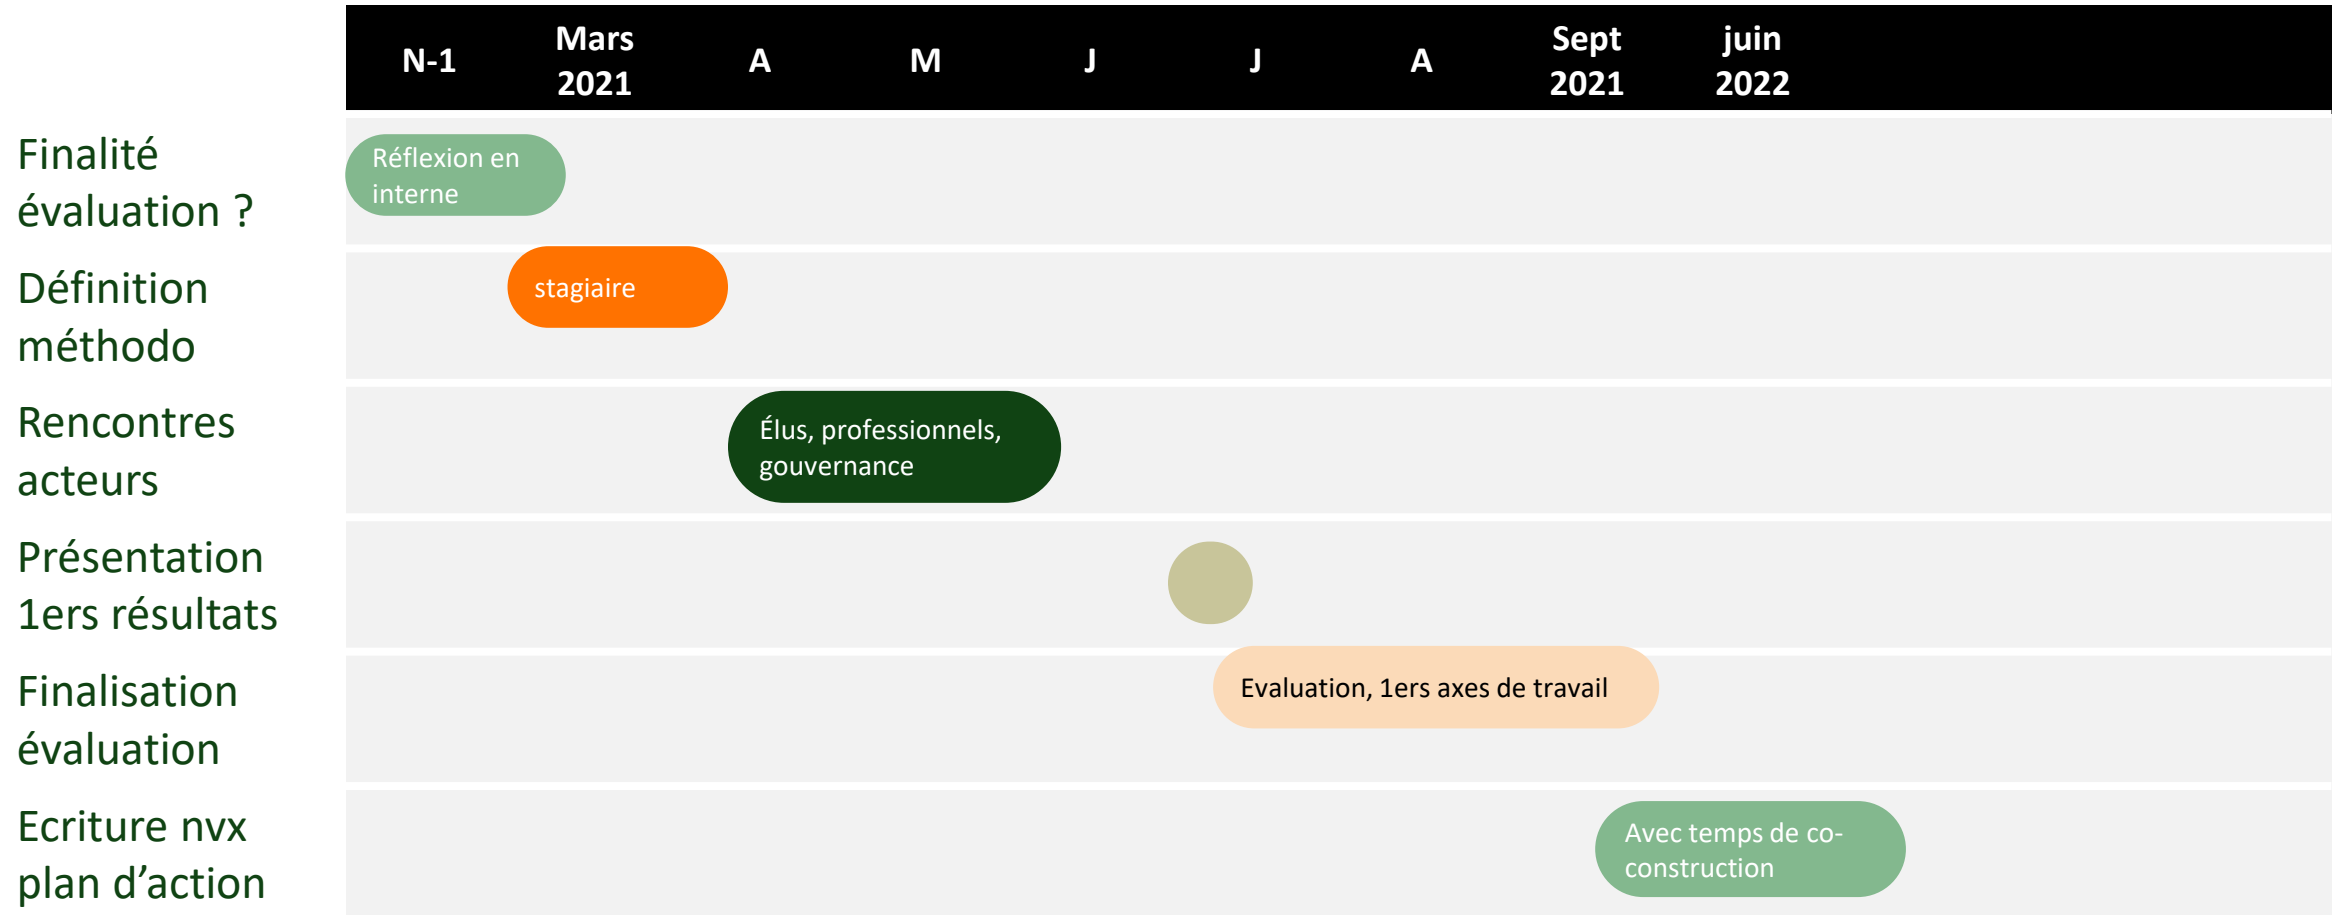 N-1
Mars
2021
A
M
J
J
A
Sept
2021
juin
2022
Finalité
évaluation ?
Réflexion en
interne
Définition
méthodo
stagiaire
Rencontres
acteurs
Élus, professionnels,
gouvernance
Présentation
1ers résultats
Finalisation
évaluation
Evaluation, 1ers axes de travail
Ecriture nvx
plan d’action
Avec temps de co-
construction